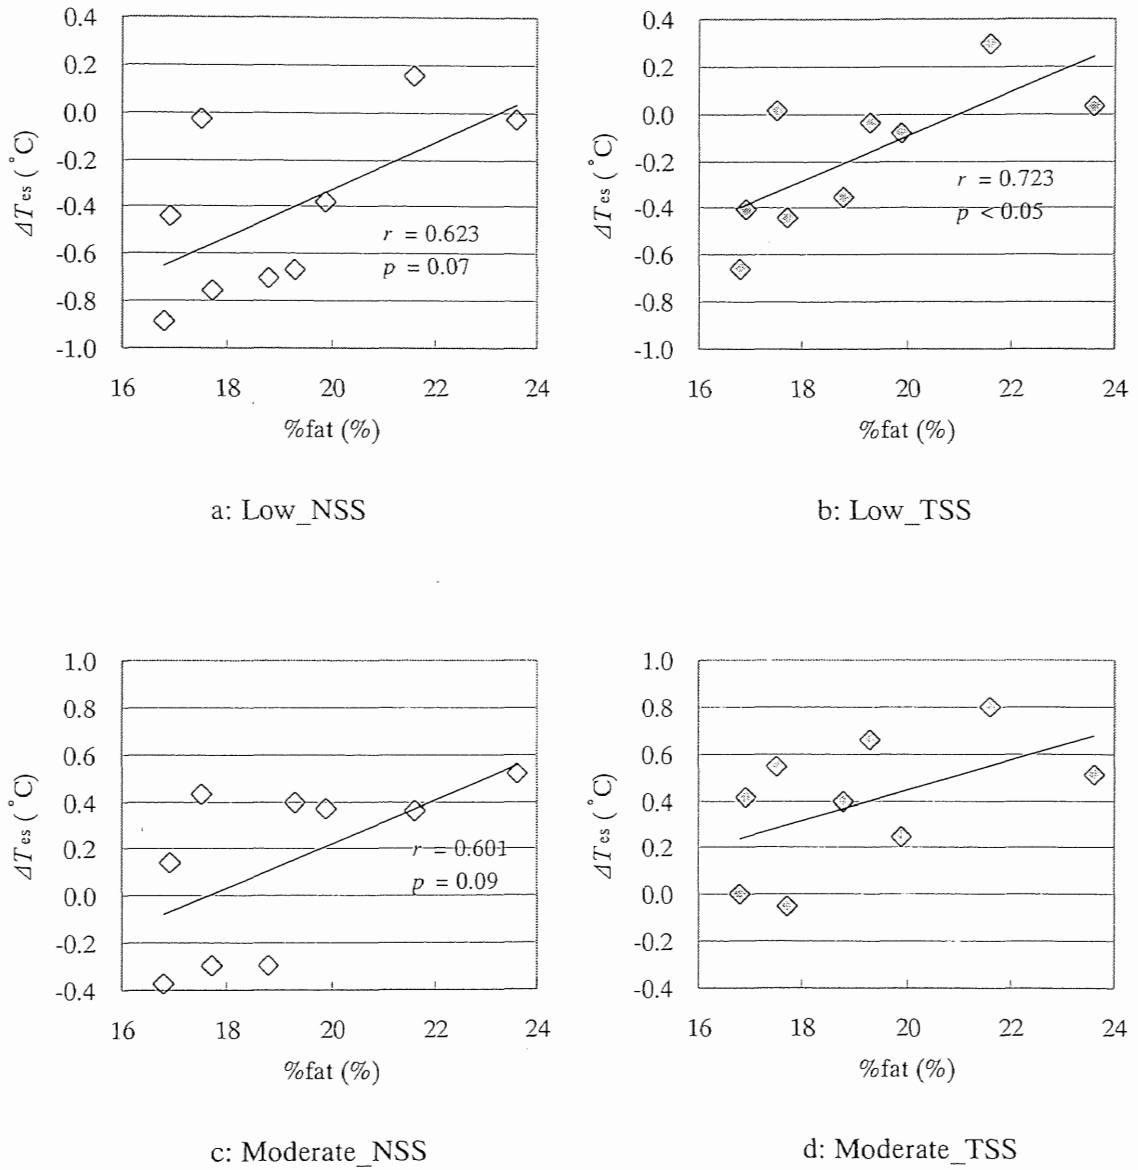 0.4
0.2
0.0
-0.2
-0.4
-0.6
-0.8
-1.0
ΔTes (°C)
r = 0.623
p = 0.07
16 18 20 22 24
%fat (%)
a: Low_NSS
0.4
0.2
0.0
-0.2
-0.4
-0.6
-0.8
-1.0
ΔTes (°C)
r = 0.723
p < 0.05
16 18 20 22 24
%fat (%)
b: Low_TSS
1.0
0.8
0.6
0.4
0.2
0.0
-0.2
-0.4
ΔTes (°C)
r = 0.601
p = 0.09
16 18 20 22 24
%fat (%)
c: Moderate_NSS
1.0
0.8
0.6
0.4
0.2
0.0
-0.2
-0.4
ΔTes (°C)
16 18 20 22 24
%fat (%)
d: Moderate_TSS